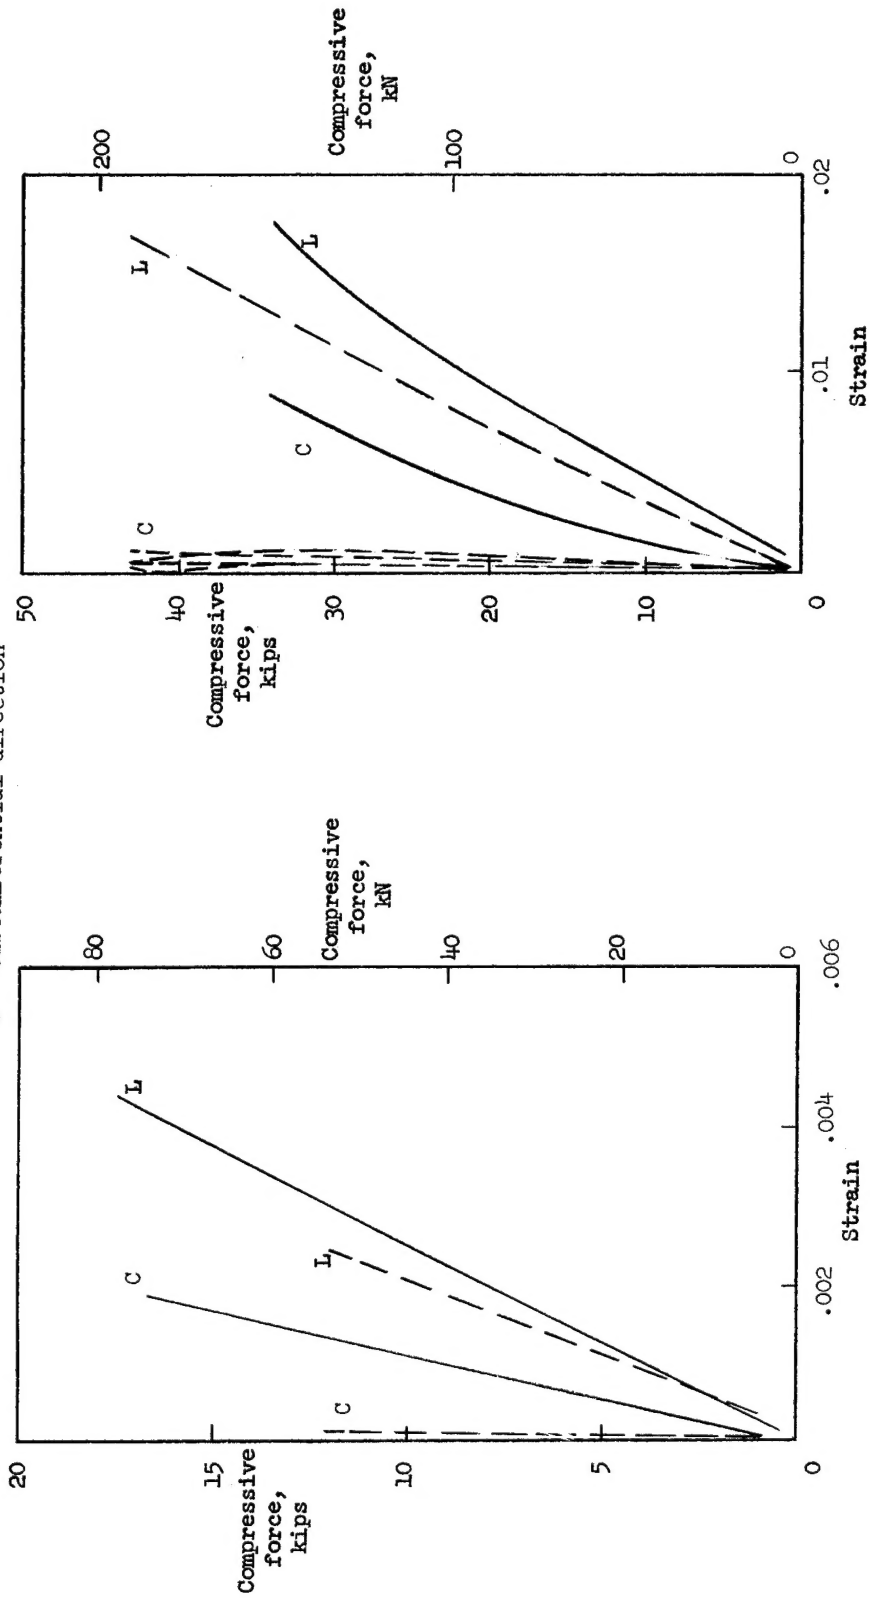 direction
20
15
10
5
0
Compressive
force,
kips
C
L
C
L
.002
.004
.006
Strain
80
60
40
20
0
Compressive
force,
kN
50
40
30
20
10
0
Compressive
force,
kips
C
C
L
L
.01
.02
Strain
200
100
0
Compressive
force,
kN